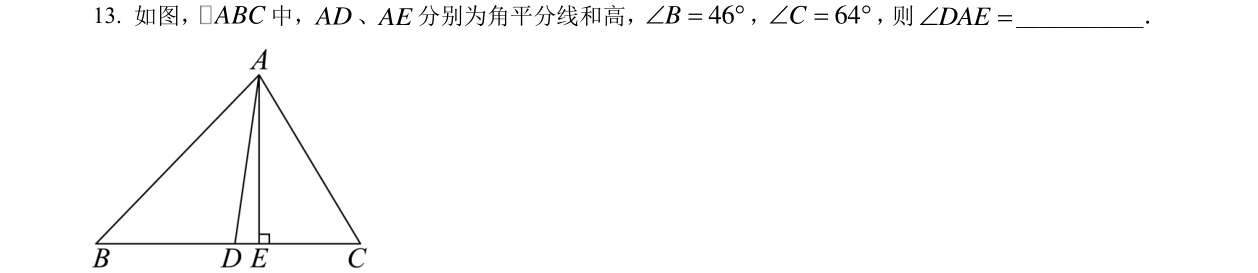 13. 如图，□ABC 中，AD、AE 分别为角平分线和高，∠B = 46°，∠C = 64°，则 ∠DAE = ___________.
A
B
D E
C